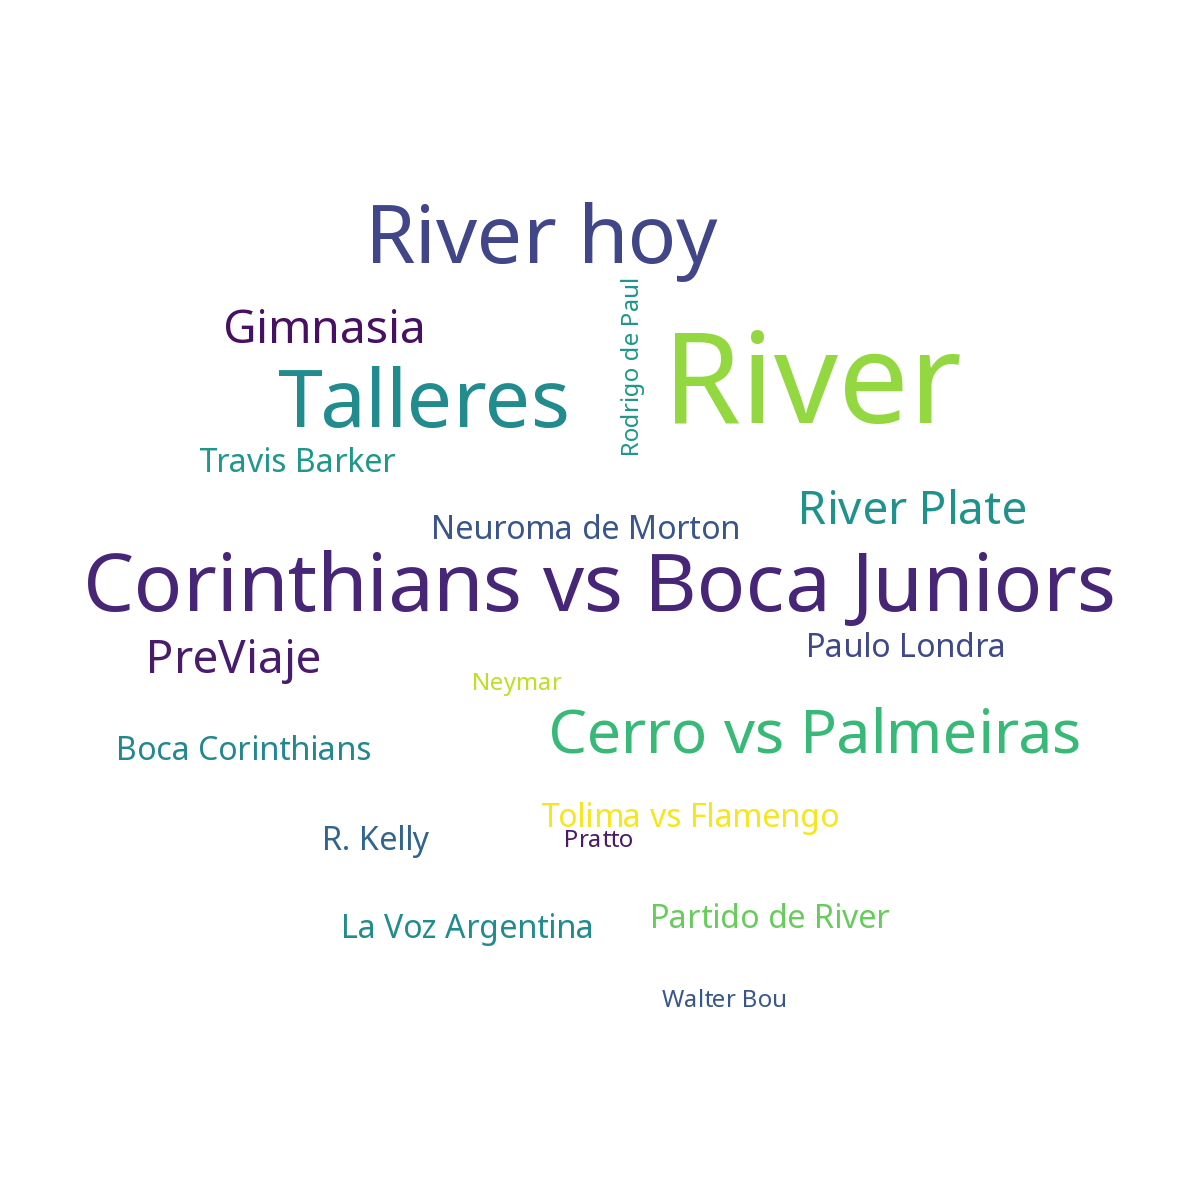 River hoy
Gimnasia
Rodrigo de Paul
River
Talleres
Travis Barker
River Plate
Neuroma de Morton
Corinthians vs Boca Juniors
Paulo Londra
PreViaje
Neymar
Cerro vs Palmeiras
Boca Corinthians
Tolima vs Flamengo
R. Kelly
Pratto
Partido de River
La Voz Argentina
Walter Bou